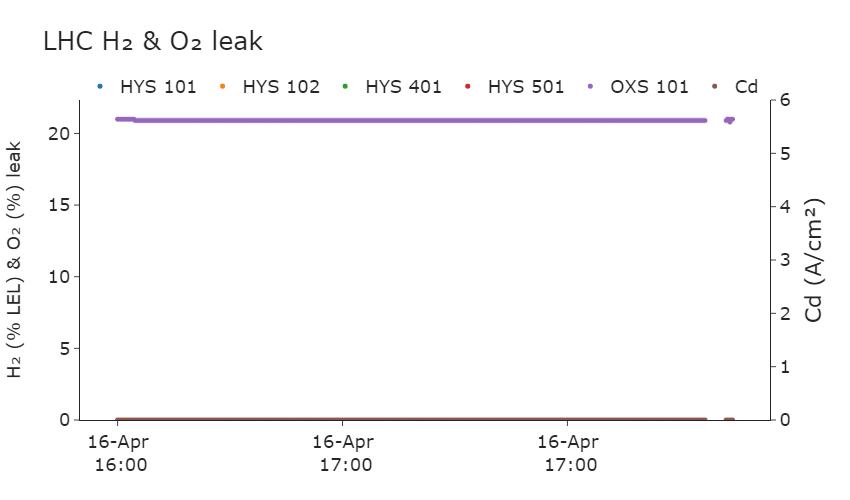 LHC H₂ & O₂ leak
HYS 101 HYS 102 HYS 401 HYS 501 OXS 101 Cd
H₂ (% LEL) & O₂ (%) leak
20
15
10
5
0
6
5
4
3
2
1
0
Cd (A/cm²)
16-Apr 16-Apr 16-Apr
16:00 17:00 17:00